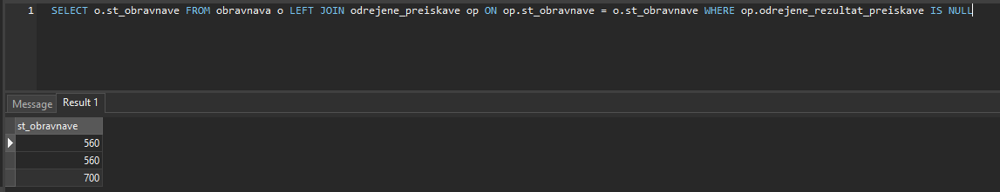 1 SELECT o.st_obravnave FROM obravnava o LEFT JOIN odrejene_preiskave op ON op.st_obravnave = o.st_obravnave WHERE op.odrejene_rezultat_preiskave IS NULL
Message Result 1
st_obravnave
560
560
700